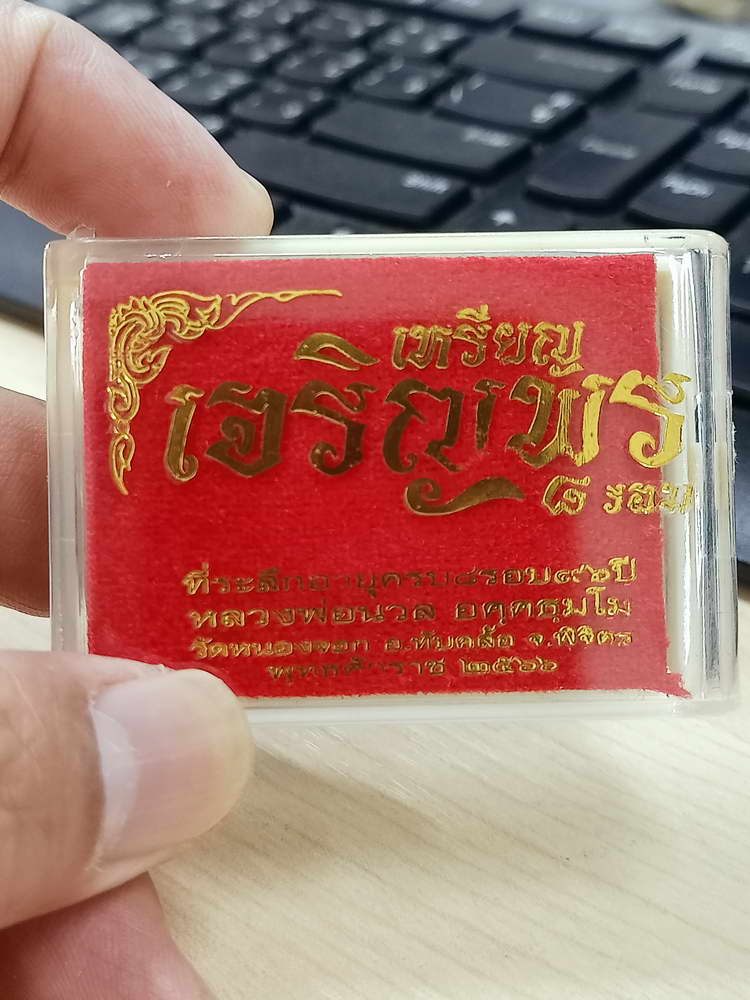 เหรียญ
เจริญพร
๘ รอบ
ที่ระลึกอายุครบ๘รอบ๙๖ปี
หลวงพ่อนวล อคฺคธมฺโม
วัดหนองจอก อ.ทับคล้อ จ.พิจิตร
พุทธศักราช ๒๕๖๖